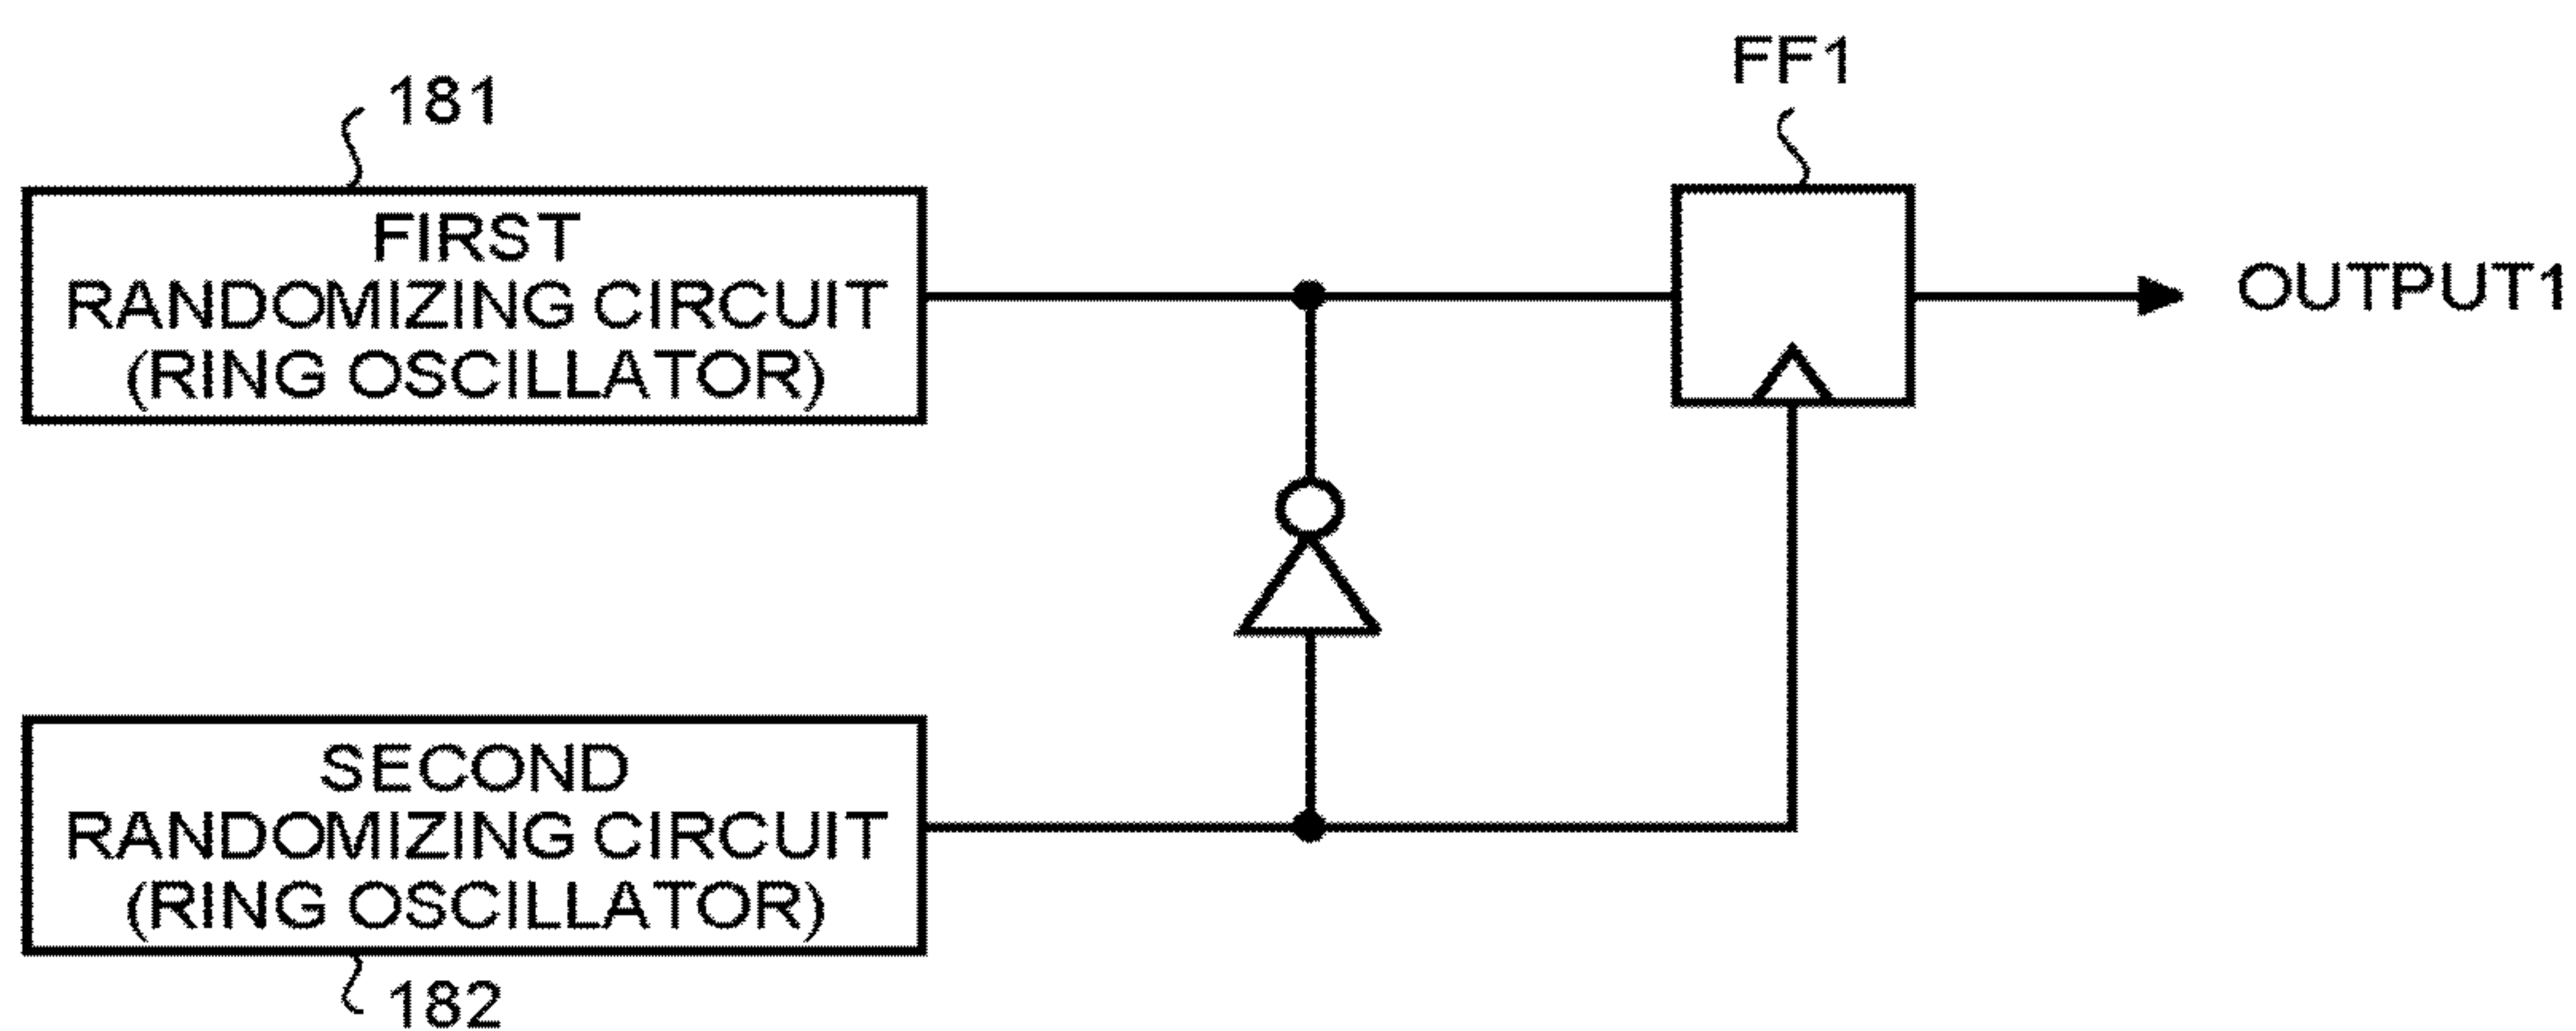 181
FF1
FIRST
RANDOMIZING CIRCUIT
(RING OSCILLATOR)
OUTPUT1
SECOND
RANDOMIZING CIRCUIT
(RING OSCILLATOR)
182